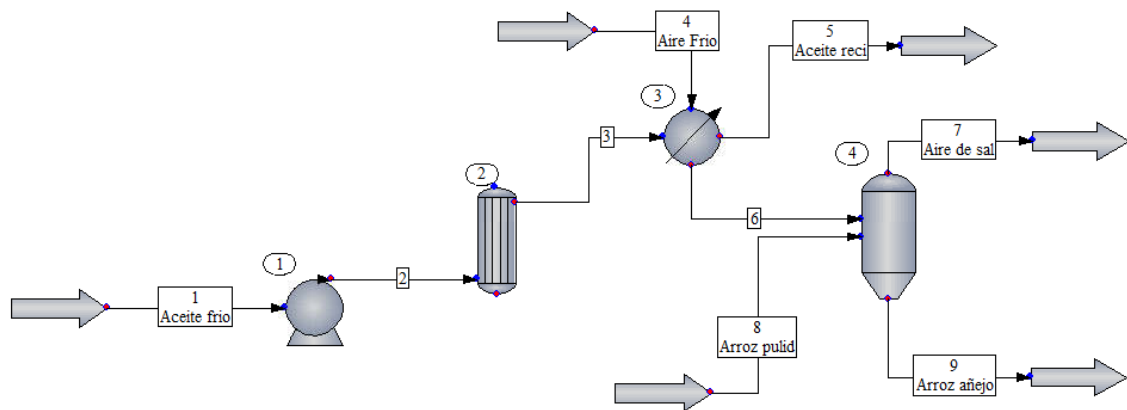 4
Aire Frio
5
Aceite reci
3
3
7
Aire de sal
4
2
6
1
2
1
Aceite frio
8
Arroz pulid
9
Arroz añejo